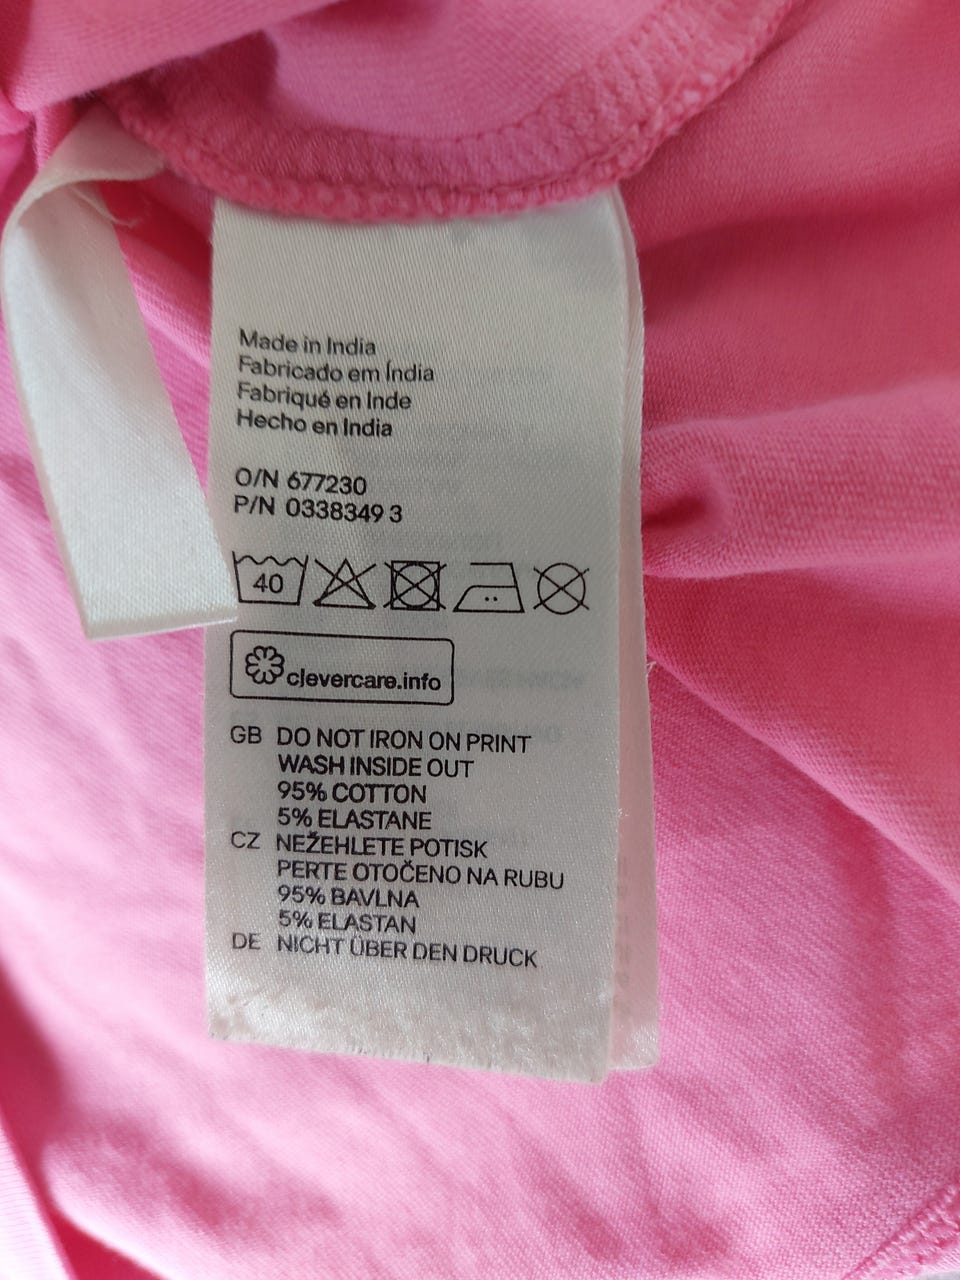 Made in India
Fabricado em Índia
Fabriqué en Inde
Hecho en India
O/N 677230
P/N 0338349 3
40
clevercare.info
GB DO NOT IRON ON PRINT
WASH INSIDE OUT
95% COTTON
5% ELASTANE
CZ NEŽEHLETE POTISK
PERTE OTOČENO NA RUBU
95% BAVLNA
5% ELASTAN
DE NICHT ÜBER DEN DRUCK